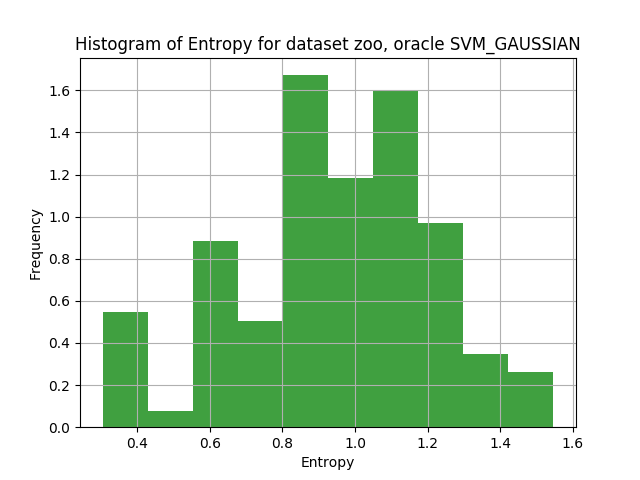 Histogram of Entropy for dataset zoo, oracle SVM_GAUSSIAN
1.6
1.4
1.2
1.0
0.8
0.6
0.4
0.2
0.0
Frequency
0.4 0.6 0.8 1.0 1.2 1.4 1.6
Entropy